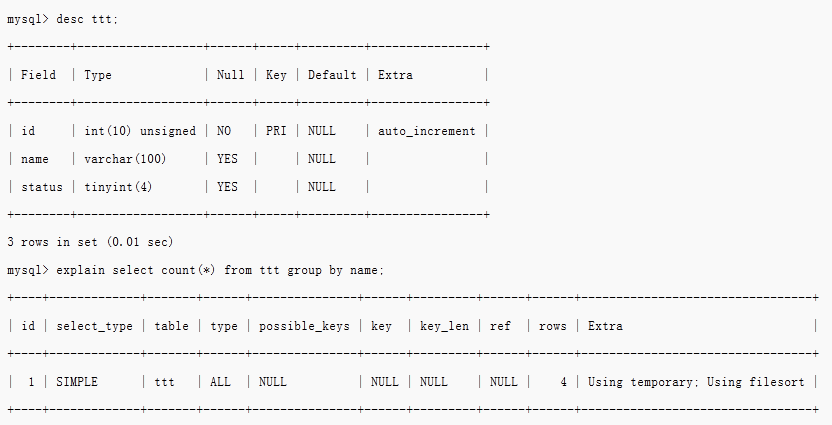 mysql> desc ttt;
+--------+------------------+------+-----+---------+----------------+
| Field  | Type             | Null | Key | Default | Extra          |
+--------+------------------+------+-----+---------+----------------+
| id     | int(10) unsigned | NO   | PRI | NULL    | auto_increment |
| name   | varchar(100)     | YES  |     | NULL    |                |
| status | tinyint(4)       | YES  |     | NULL    |                |
+--------+------------------+------+-----+---------+----------------+
3 rows in set (0.01 sec)
mysql> explain select count(*) from ttt group by name;
+----+-------------+-------+------+---------------+------+---------+------+------+---------------------------------+
| id | select_type | table | type | possible_keys | key  | key_len | ref  | rows | Extra                           |
+----+-------------+-------+------+---------------+------+---------+------+------+---------------------------------+
|  1 | SIMPLE      | ttt   | ALL  | NULL          | NULL | NULL    | NULL |    4 | Using temporary; Using filesort |
+----+-------------+-------+------+---------------+------+---------+------+------+---------------------------------+